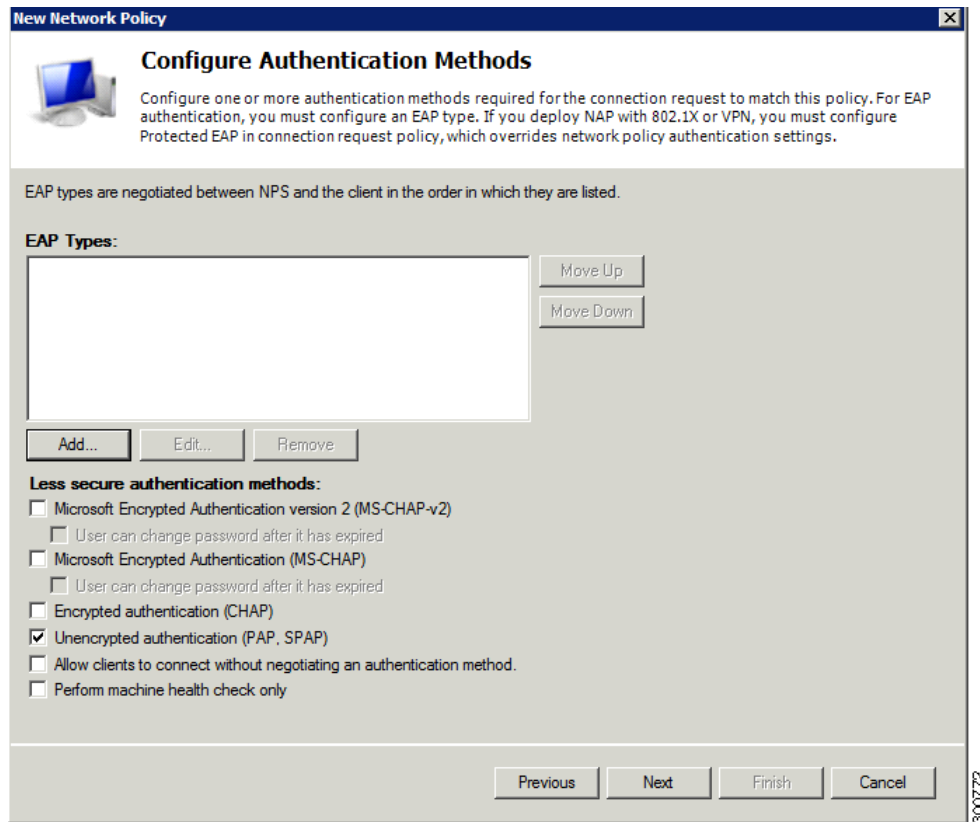 New Network Policy
Configure Authentication Methods
Configure one or more authentication methods required for the connection request to match this policy. For EAP
authentication, you must configure an EAP type. If you deploy NAP with 802.1X or VPN, you must configure
Protected EAP in connection request policy, which overrides network policy authentication settings.
EAP types are negotiated between NPS and the client in the order in which they are listed.
EAP Types:
Move Up
Move Down
Add...
Edit...
Remove
Less secure authentication methods:
Microsoft Encrypted Authentication version 2 (MS-CHAP-v2)
User can change password after it has expired
Microsoft Encrypted Authentication (MS-CHAP)
User can change password after it has expired
Encrypted authentication (CHAP)
Unencrypted authentication (PAP, SPAP)
Allow clients to connect without negotiating an authentication method.
Perform machine health check only
Previous
Next
Finish
Cancel